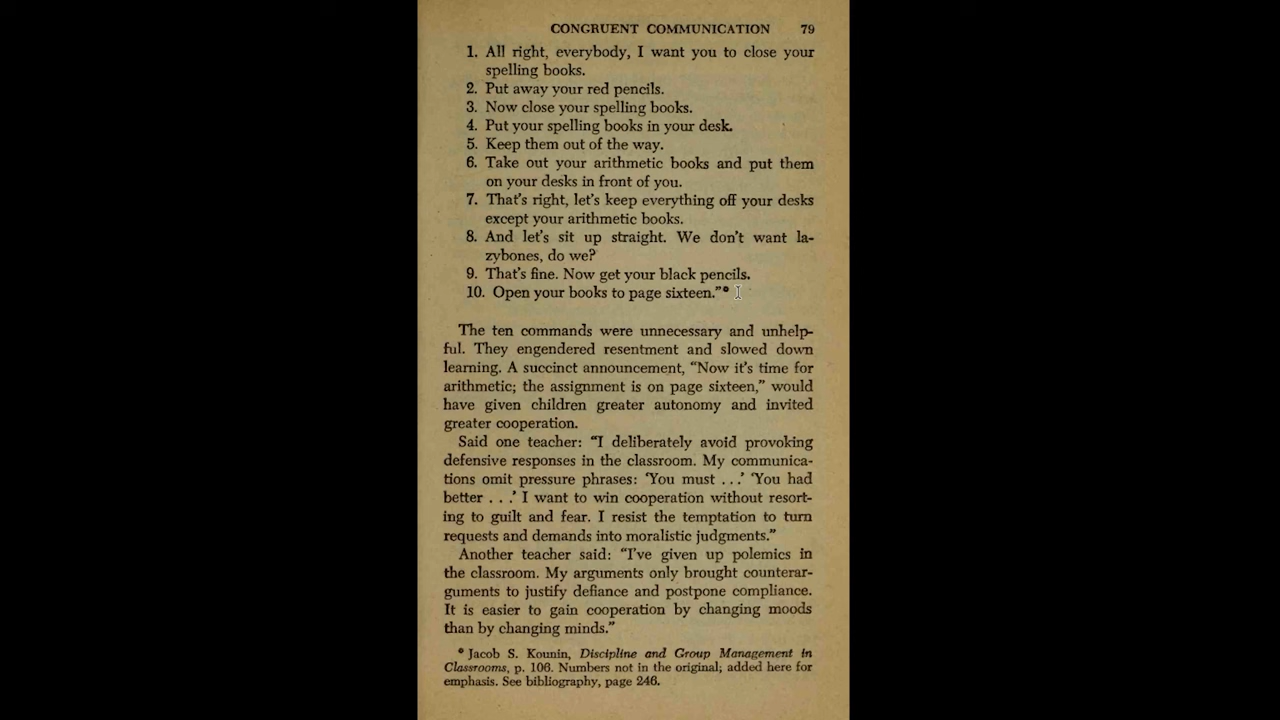 CONGRUENT COMMUNICATION 79
1. All right, everybody, I want you to close your
spelling books.
2. Put away your red pencils.
3. Now close your spelling books.
4. Put your spelling books in your desk.
5. Keep them out of the way.
6. Take out your arithmetic books and put them
on your desks in front of you.
7. That's right, let's keep everything off your desks
except your arithmetic books.
8. And let's sit up straight. We don't want la-
zybones, do we?
9. That's fine. Now get your black pencils.
10. Open your books to page sixteen."*
The ten commands were unnecessary and unhelp-
ful. They engendered resentment and slowed down
learning. A succinct announcement, "Now it's time for
arithmetic; the assignment is on page sixteen," would
have given children greater autonomy and invited
greater cooperation.
Said one teacher: "I deliberately avoid provoking
defensive responses in the classroom. My communica-
tions omit pressure phrases: 'You must . . .' 'You had
better . . .' I want to win cooperation without resort-
ing to guilt and fear. I resist the temptation to turn
requests and demands into moralistic judgments."
Another teacher said: "I've given up polemics in
the classroom. My arguments only brought counterar-
guments to justify defiance and postpone compliance.
It is easier to gain cooperation by changing moods
than by changing minds."
* Jacob S. Kounin, Discipline and Group Management in
Classrooms, p. 106. Numbers not in the original; added here for
emphasis. See bibliography, page 246.